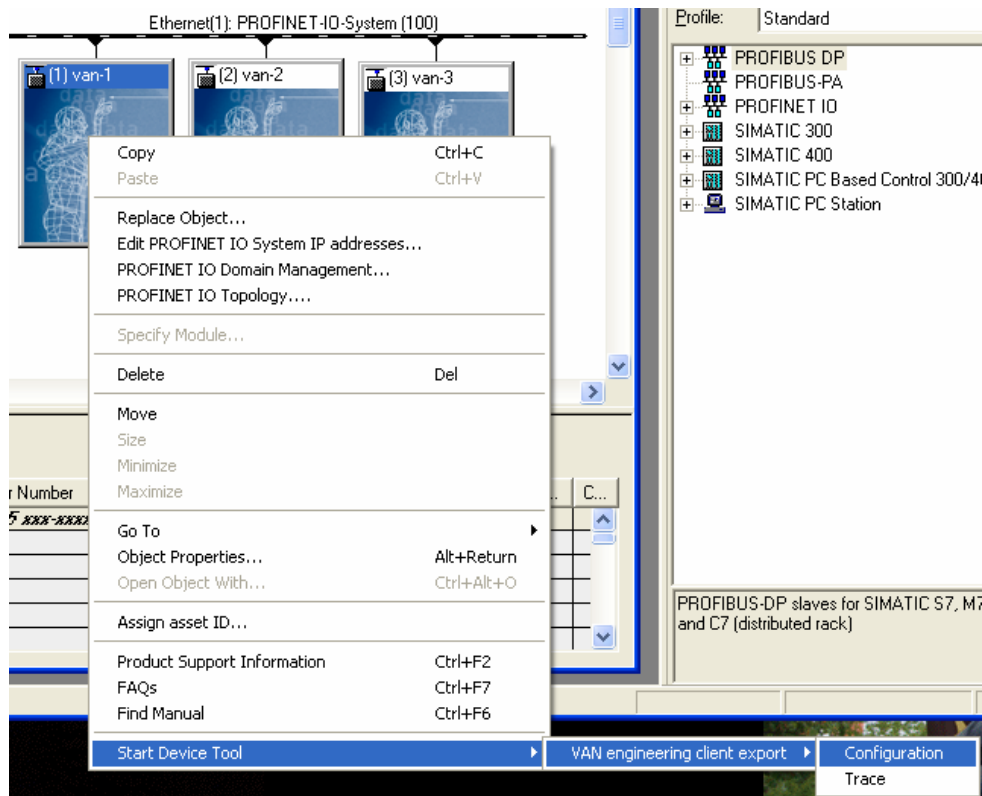 Ethernet(1): PROFINET-IO-System (100)
(1) van-1
(2) van-2
(3) van-3
Copy Ctrl+C
Paste Ctrl+V
Replace Object...
Edit PROFINET IO System IP addresses...
PROFINET IO Domain Management...
PROFINET IO Topology....
Specify Module...
Delete Del
Move
Size
Minimize
Maximize
Go To
Object Properties... Alt+Return
Open Object With... Ctrl+Alt+O
Assign asset ID...
Product Support Information Ctrl+F2
FAQs Ctrl+F7
Find Manual Ctrl+F6
Start Device Tool
VAN engineering client export
Configuration
Trace
r Number
C...
5 xxx-xxxx
Profile: Standard
PROFIBUS DP
PROFIBUS-PA
PROFINET IO
SIMATIC 300
SIMATIC 400
SIMATIC PC Based Control 300/40
SIMATIC PC Station
PROFIBUS-DP slaves for SIMATIC S7, M7
and C7 (distributed rack)